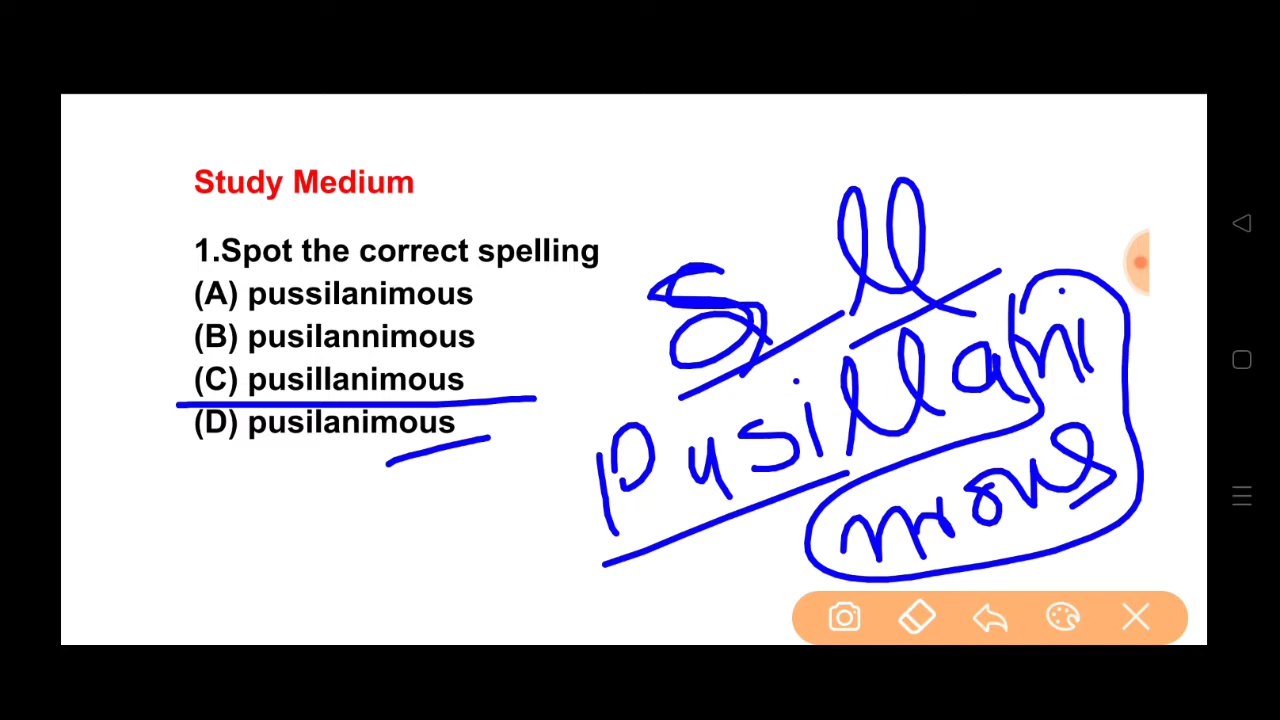 Study Medium
1.Spot the correct spelling
(A) pussilanimous
(B) pusilannimous
(C) pusillanimous
(D) pusilanimous
S ll
pusillani
mous